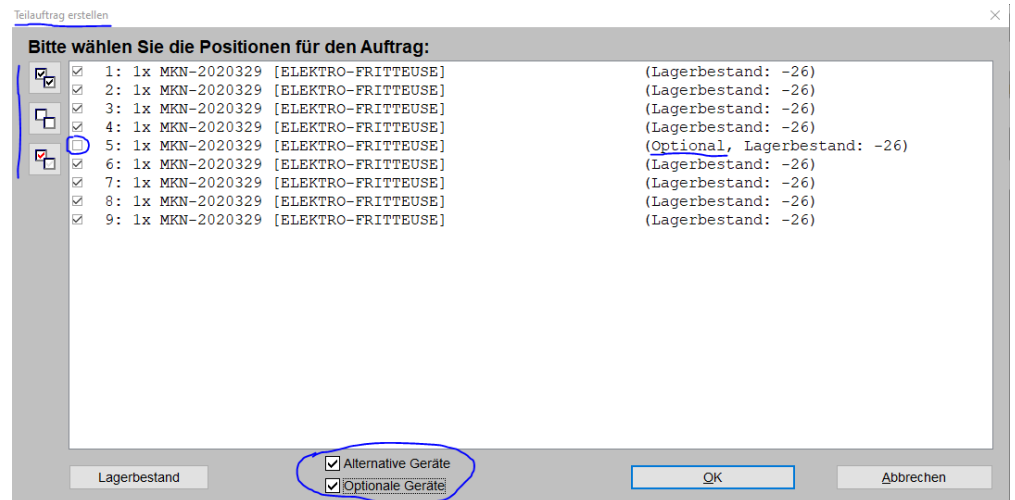 Teilauftrag erstellen
Bitte wählen Sie die Positionen für den Auftrag:
1: 1x MKN-2020329 [ELEKTRO-FRITTEUSE] (Lagerbestand: -26)
2: 1x MKN-2020329 [ELEKTRO-FRITTEUSE] (Lagerbestand: -26)
3: 1x MKN-2020329 [ELEKTRO-FRITTEUSE] (Lagerbestand: -26)
4: 1x MKN-2020329 [ELEKTRO-FRITTEUSE] (Lagerbestand: -26)
5: 1x MKN-2020329 [ELEKTRO-FRITTEUSE] (Optional, Lagerbestand: -26)
6: 1x MKN-2020329 [ELEKTRO-FRITTEUSE] (Lagerbestand: -26)
7: 1x MKN-2020329 [ELEKTRO-FRITTEUSE] (Lagerbestand: -26)
8: 1x MKN-2020329 [ELEKTRO-FRITTEUSE] (Lagerbestand: -26)
9: 1x MKN-2020329 [ELEKTRO-FRITTEUSE] (Lagerbestand: -26)
Alternative Geräte
Lagerbestand OK Abbrechen
Optionale Geräte